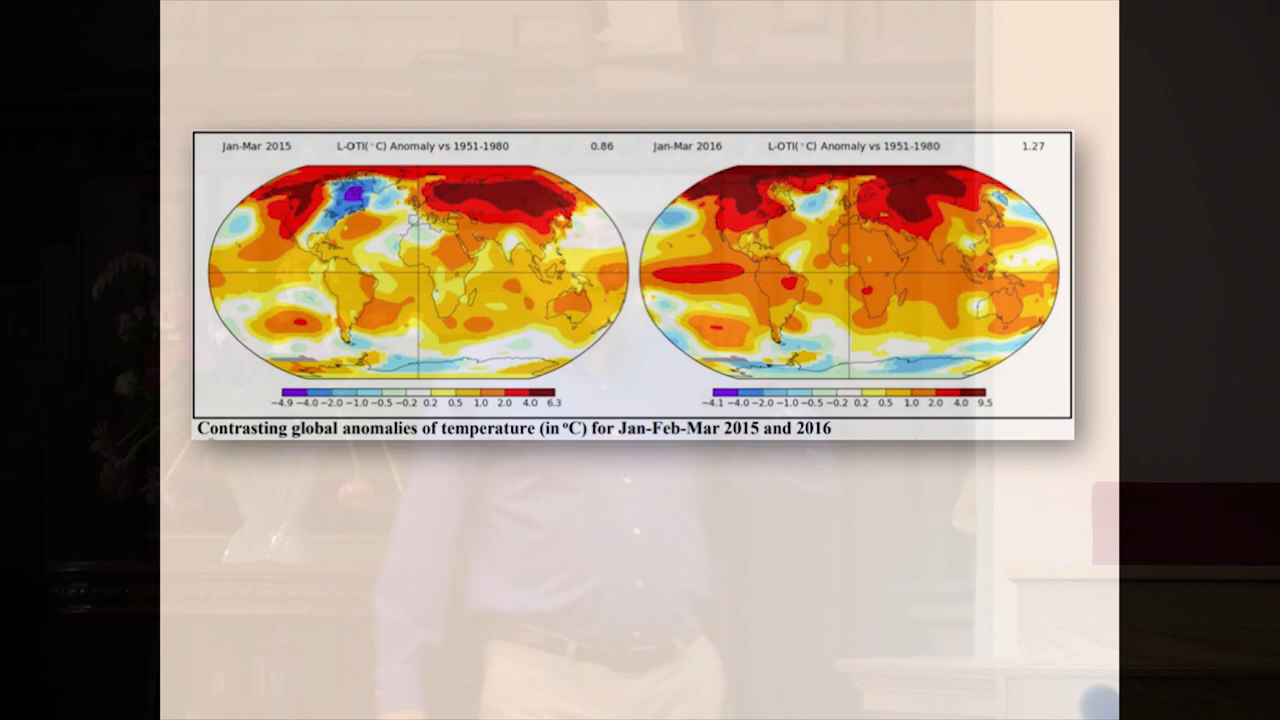 Jan-Mar 2015 L-OTI(°C) Anomaly vs 1951-1980 0.86
Jan-Mar 2016 L-OTI(°C) Anomaly vs 1951-1980 1.27
−4.9 −4.0 −2.0 −1.0 −0.5 −0.2 0.2 0.5 1.0 2.0 4.0 6.3
−4.1 −4.0 −2.0 −1.0 −0.5 −0.2 0.2 0.5 1.0 2.0 4.0 9.5
Contrasting global anomalies of temperature (in ºC) for Jan-Feb-Mar 2015 and 2016